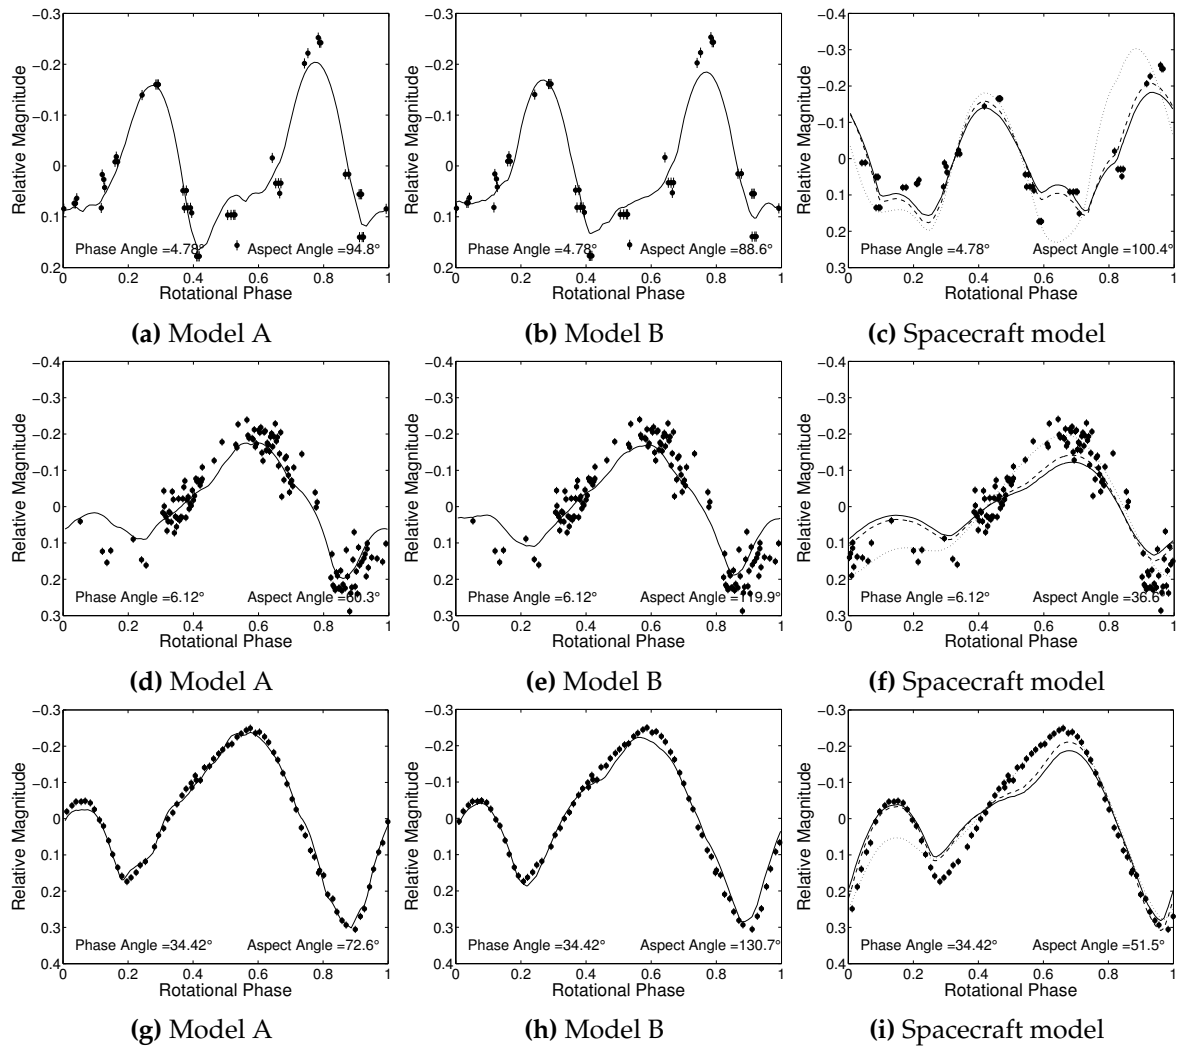 −0.3
−0.2
−0.1
0
0.1
0.2
Relative Magnitude
Phase Angle =4.78°
Aspect Angle =94.8°
0 0.2 0.4 0.6 0.8 1
Rotational Phase
(a) Model A
−0.3
−0.2
−0.1
0
0.1
0.2
Relative Magnitude
Phase Angle =4.78°
Aspect Angle =88.6°
0 0.2 0.4 0.6 0.8 1
Rotational Phase
(b) Model B
−0.4
−0.3
−0.2
−0.1
0
0.1
0.2
0.3
Relative Magnitude
Phase Angle =4.78°
Aspect Angle =100.4°
0 0.2 0.4 0.6 0.8 1
Rotational Phase
(c) Spacecraft model
−0.4
−0.3
−0.2
−0.1
0
0.1
0.2
0.3
Relative Magnitude
Phase Angle =6.12°
Aspect Angle =60.3°
0 0.2 0.4 0.6 0.8 1
Rotational Phase
(d) Model A
−0.4
−0.3
−0.2
−0.1
0
0.1
0.2
0.3
Relative Magnitude
Phase Angle =6.12°
Aspect Angle =119.9°
0 0.2 0.4 0.6 0.8 1
Rotational Phase
(e) Model B
−0.4
−0.3
−0.2
−0.1
0
0.1
0.2
0.3
Relative Magnitude
Phase Angle =6.12°
Aspect Angle =36.6°
0 0.2 0.4 0.6 0.8 1
Rotational Phase
(f) Spacecraft model
−0.3
−0.2
−0.1
0
0.1
0.2
0.3
0.4
Relative Magnitude
Phase Angle =34.42°
Aspect Angle =72.6°
0 0.2 0.4 0.6 0.8 1
Rotational Phase
(g) Model A
−0.3
−0.2
−0.1
0
0.1
0.2
0.3
0.4
Relative Magnitude
Phase Angle =34.42°
Aspect Angle =130.7°
0 0.2 0.4 0.6 0.8 1
Rotational Phase
(h) Model B
−0.3
−0.2
−0.1
0
0.1
0.2
0.3
0.4
Relative Magnitude
Phase Angle =34.42°
Aspect Angle =51.5°
0 0.2 0.4 0.6 0.8 1
Rotational Phase
(i) Spacecraft model